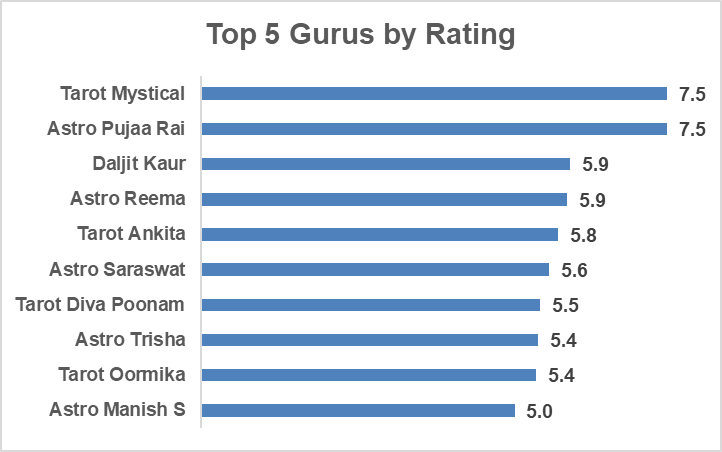 Top 5 Gurus by Rating
Tarot Mystical 7.5
Astro Pujaa Rai 7.5
Daljit Kaur 5.9
Astro Reema 5.9
Tarot Ankita 5.8
Astro Saraswat 5.6
Tarot Diva Poonam 5.5
Astro Trisha 5.4
Tarot Oormika 5.4
Astro Manish S 5.0